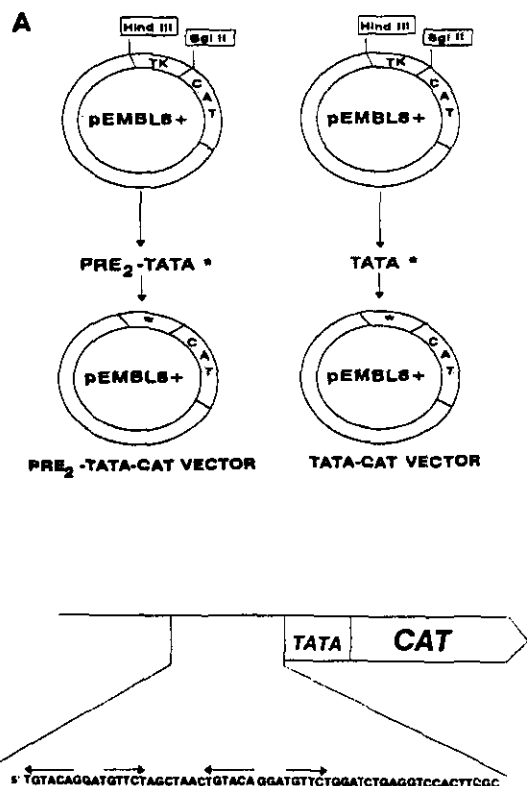 A
Hind III
Bgl II
TK
CAT
pEMBL8+
PRE2-TATA *
*
CAT
pEMBL8+
PRE2-TATA-CAT VECTOR
Hind III
Bgl II
TK
CAT
pEMBL8+
TATA *
*
CAT
pEMBL8+
TATA-CAT VECTOR
TATA
CAT
5' TGTACAGGATGTTCTAGCTAACTGTACAGGATGTTCTGGATCTGAGGTCCACTTCGC